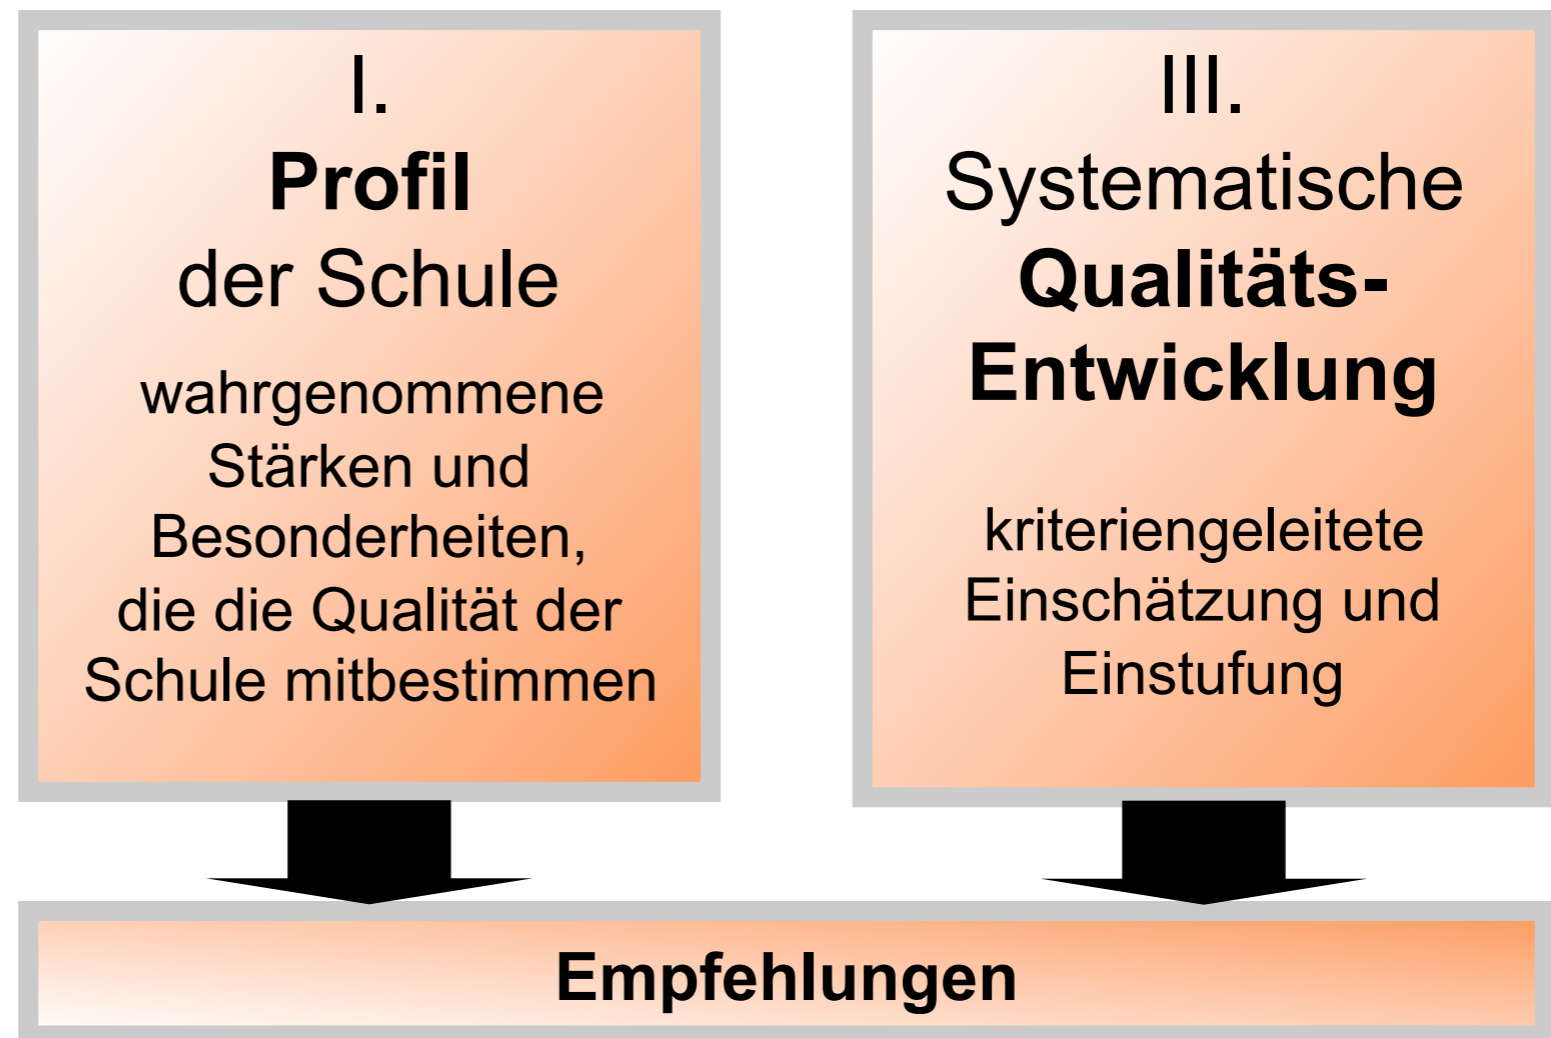 I.
Profil
der Schule
wahrgenommene
Stärken und
Besonderheiten,
die die Qualität der
Schule mitbestimmen
III.
Systematische
Qualitäts-
Entwicklung
kriteriengeleitete
Einschätzung und
Einstufung
Empfehlungen